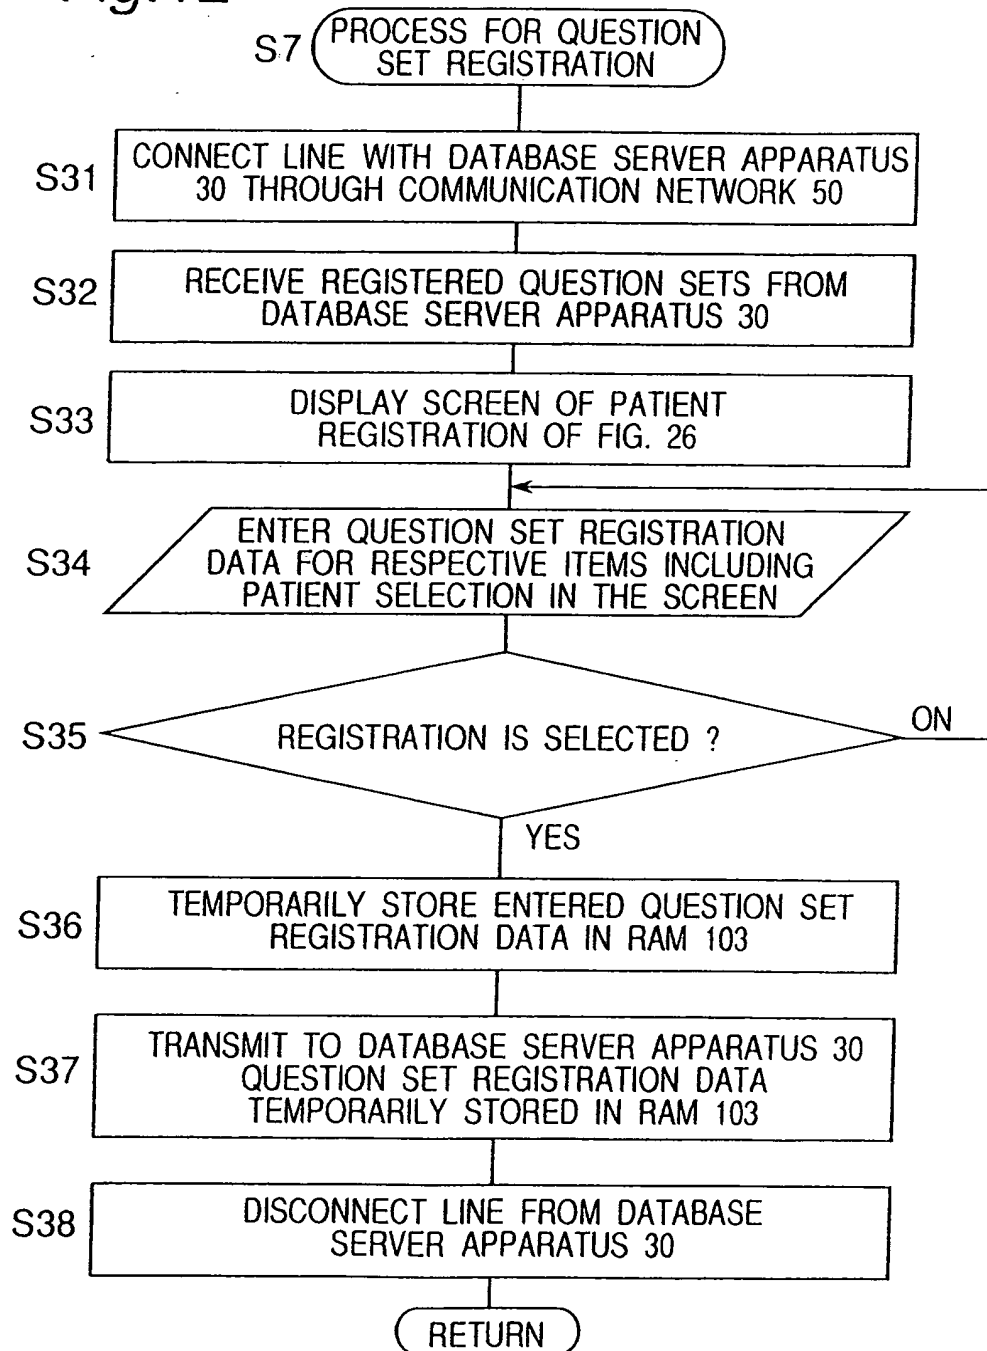 S7
PROCESS FOR QUESTION
SET REGISTRATION
S31
CONNECT LINE WITH DATABASE SERVER APPARATUS
30 THROUGH COMMUNICATION NETWORK 50
S32
RECEIVE REGISTERED QUESTION SETS FROM
DATABASE SERVER APPARATUS 30
S33
DISPLAY SCREEN OF PATIENT
REGISTRATION OF FIG. 26
S34
ENTER QUESTION SET REGISTRATION
DATA FOR RESPECTIVE ITEMS INCLUDING
PATIENT SELECTION IN THE SCREEN
S35
REGISTRATION IS SELECTED ?
ON
YES
S36
TEMPORARILY STORE ENTERED QUESTION SET
REGISTRATION DATA IN RAM 103
S37
TRANSMIT TO DATABASE SERVER APPARATUS 30
QUESTION SET REGISTRATION DATA
TEMPORARILY STORED IN RAM 103
S38
DISCONNECT LINE FROM DATABASE
SERVER APPARATUS 30
RETURN